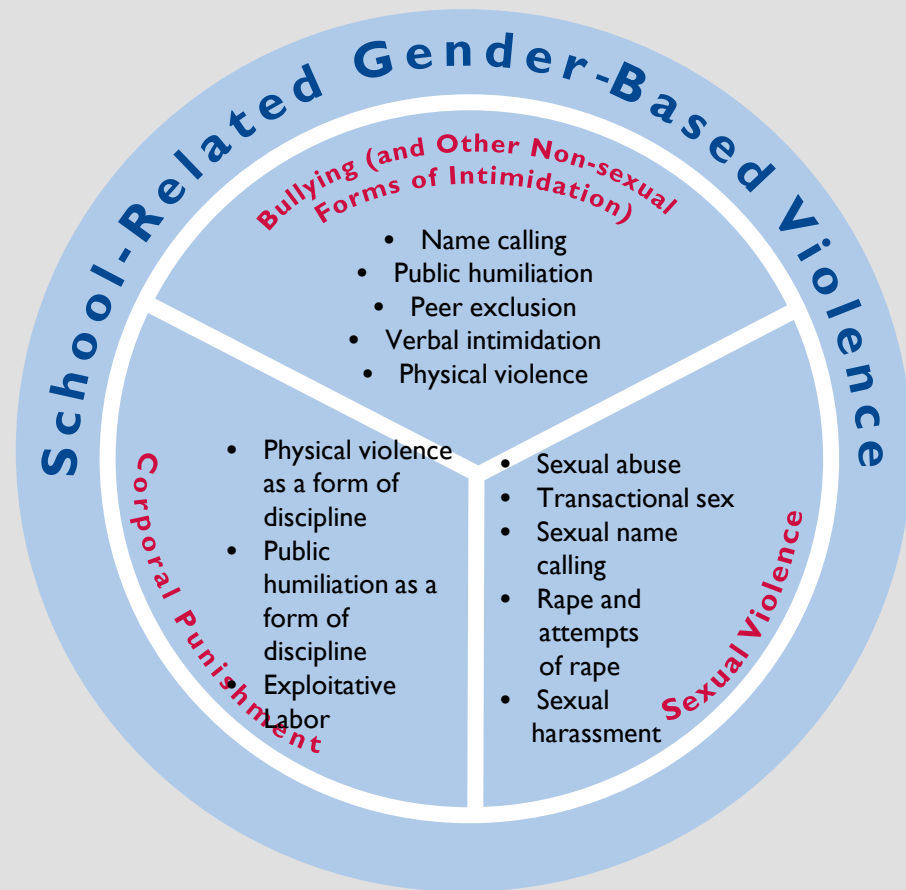 School-Related Gender-Based Violence
Bullying (and Other Non-sexual
Forms of Intimidation)
• Name calling
• Public humiliation
• Peer exclusion
• Verbal intimidation
• Physical violence
Corporal Punishment
• Physical violence
as a form of
discipline
• Public
humiliation as a
form of
discipline
• Exploitative
Labor
Sexual Violence
• Sexual abuse
• Transactional sex
• Sexual name
calling
• Rape and
attempts
of rape
• Sexual
harassment